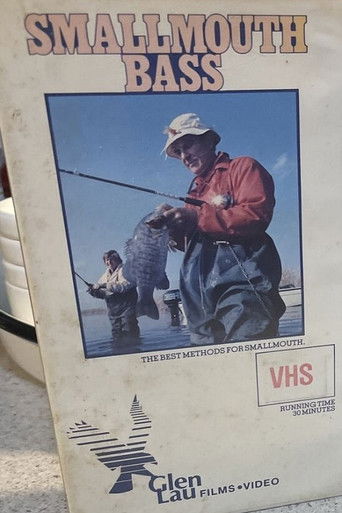 SMALLMOUTH
BASS
THE BEST METHODS FOR SMALLMOUTH.
VHS
RUNNING TIME
30 MINUTES
Glen
Lau FILMS•VIDEO